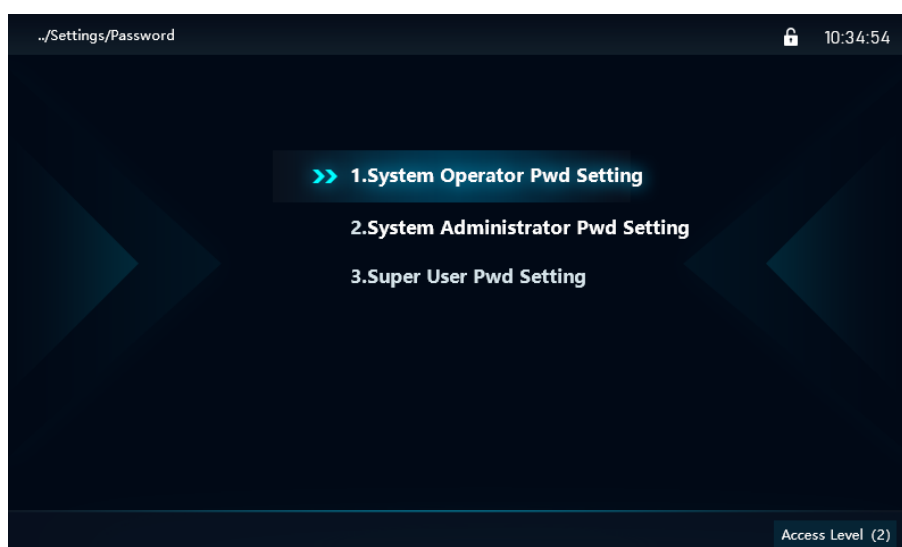 ../Settings/Password
10:34:54
1.System Operator Pwd Setting
2.System Administrator Pwd Setting
3.Super User Pwd Setting
Access Level (2)